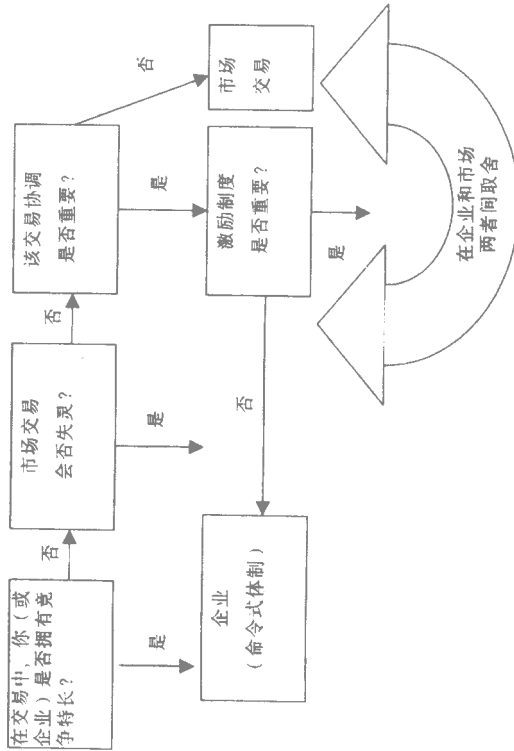 在交易中，你（或
企业）是否拥有竞
争特长？
否
市场交易
会否失灵？
否
该交易协调
是否重要？
否
是
是
是
市场
交易
企业
（命令式体制）
否
激励制度
是否重要？
是
在企业和市场
两者间取舍